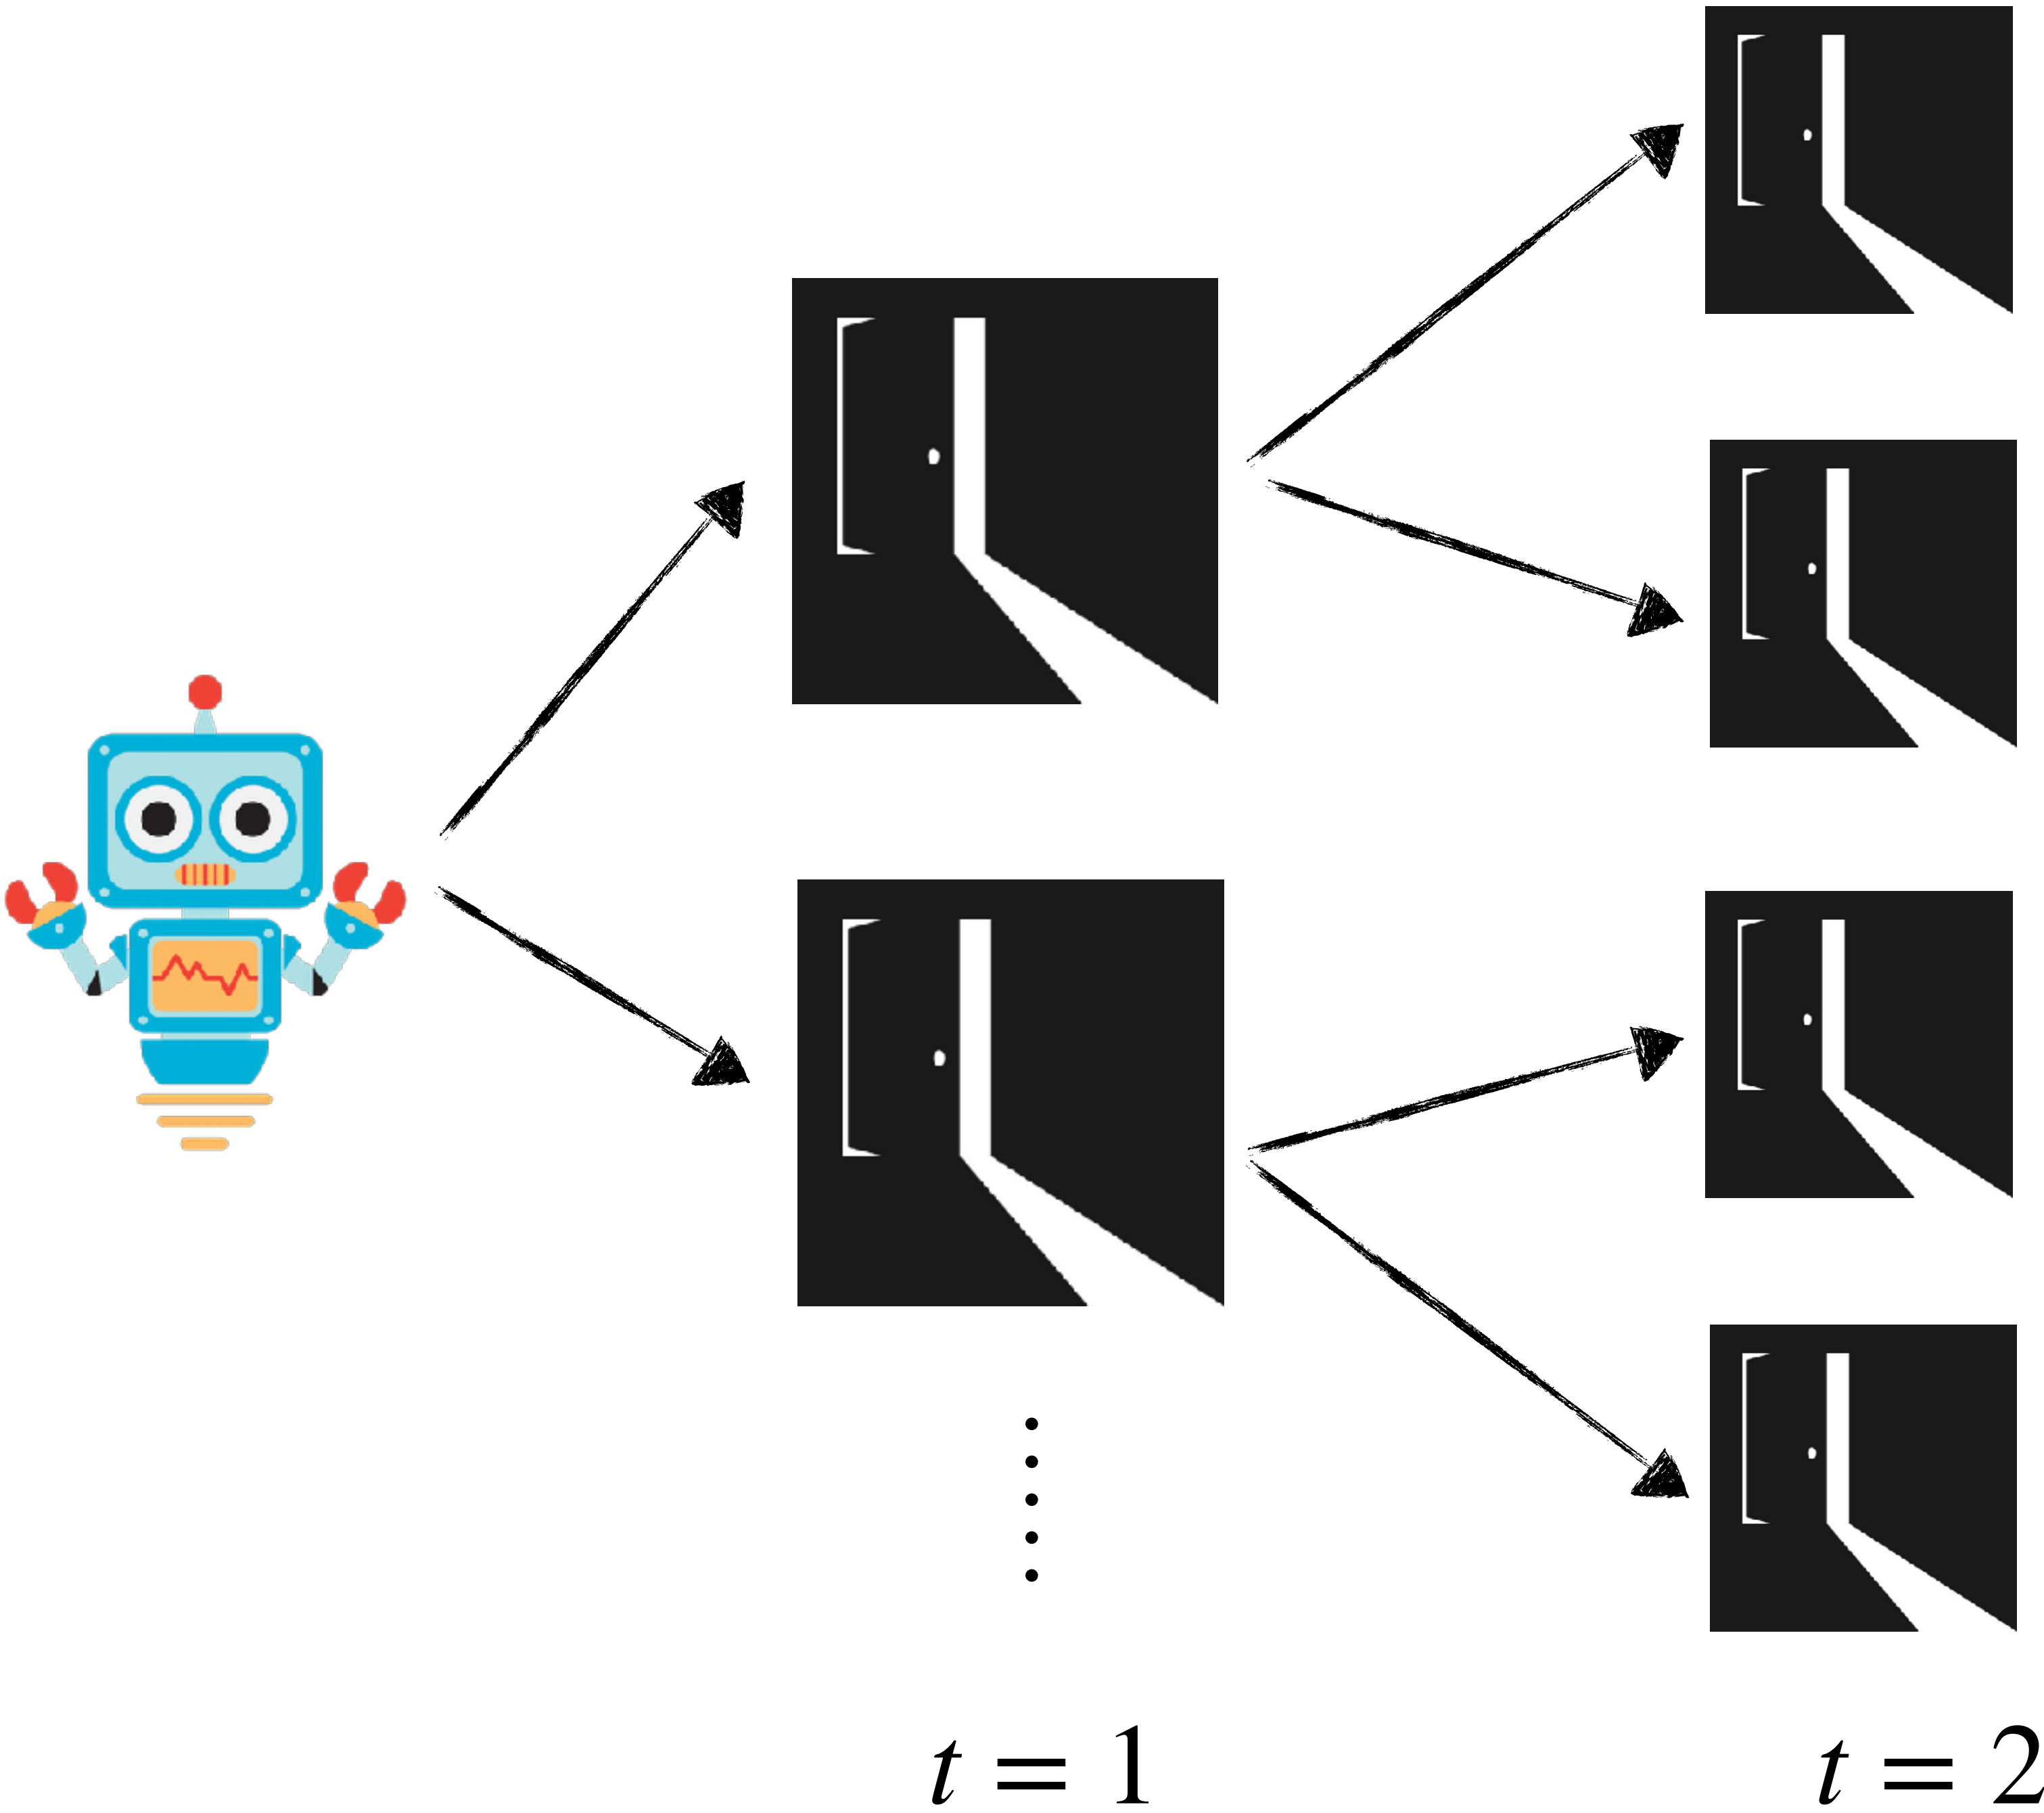 t = 1
t = 2